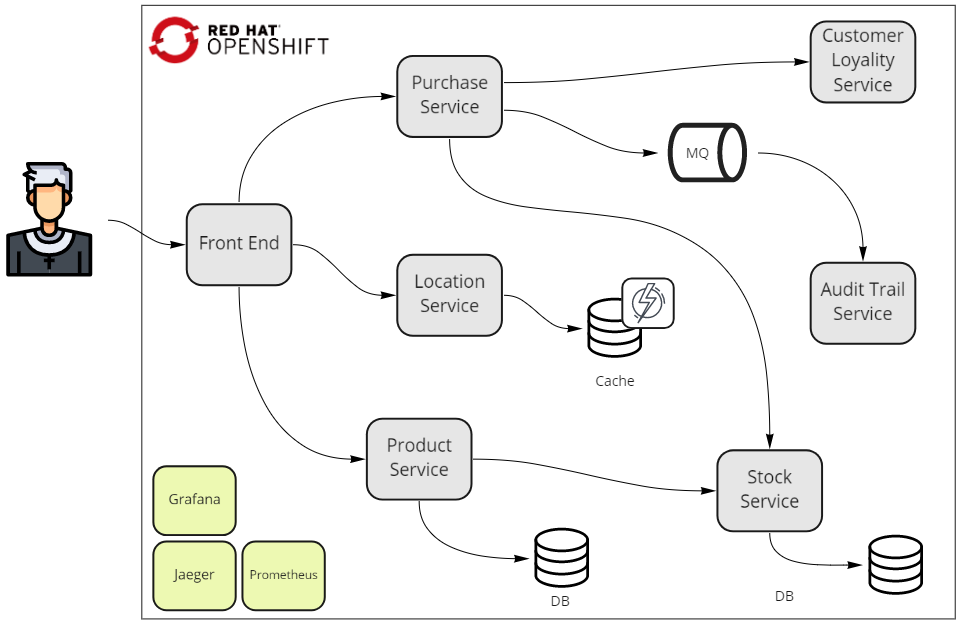 RED HAT
OPENSHIFT
Customer
Loyality
Service
Purchase
Service
MQ
Front End
Location
Service
Audit Trail
Service
Cache
Product
Service
Stock
Service
Grafana
Jaeger
Prometheus
DB
DB